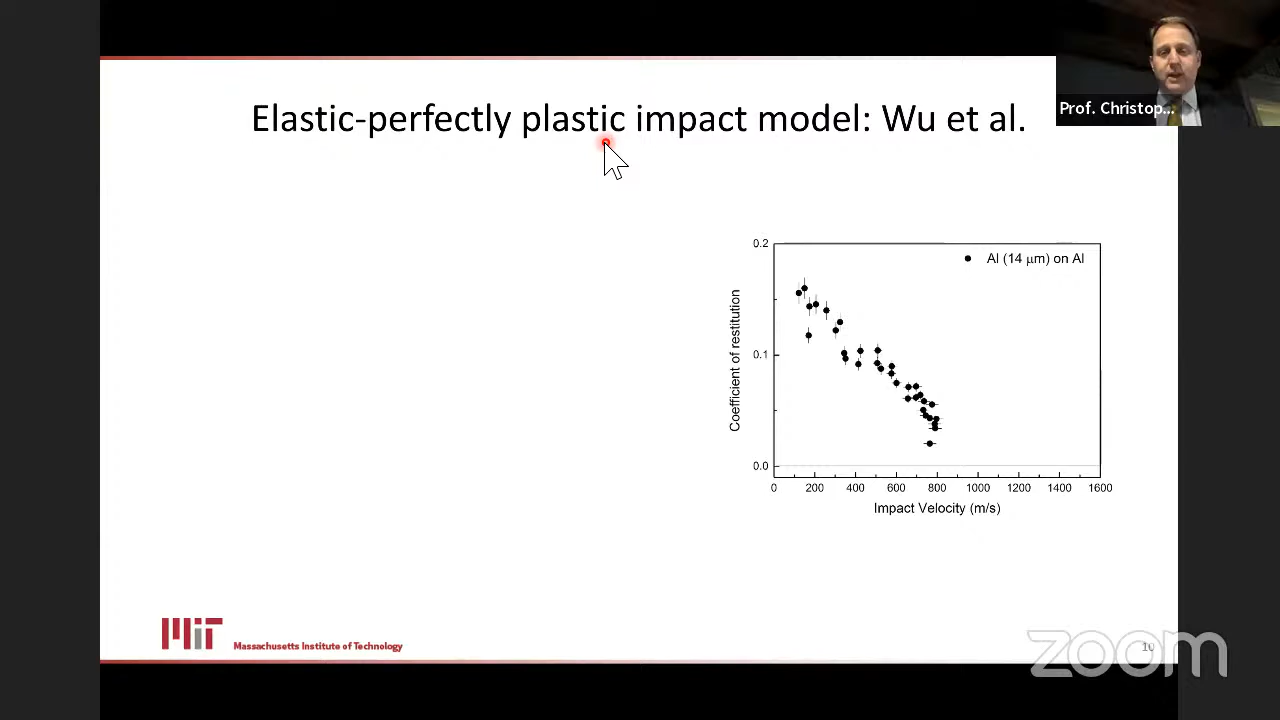 Elastic-perfectly plastic impact model: Wu et al.
Prof. Christop...
0.2
0.1
0.0
Coefficient of restitution
Al (14 μm) on Al
0 200 400 600 800 1000 1200 1400 1600
Impact Velocity (m/s)
MIT
Massachusetts Institute of Technology
10
zoom